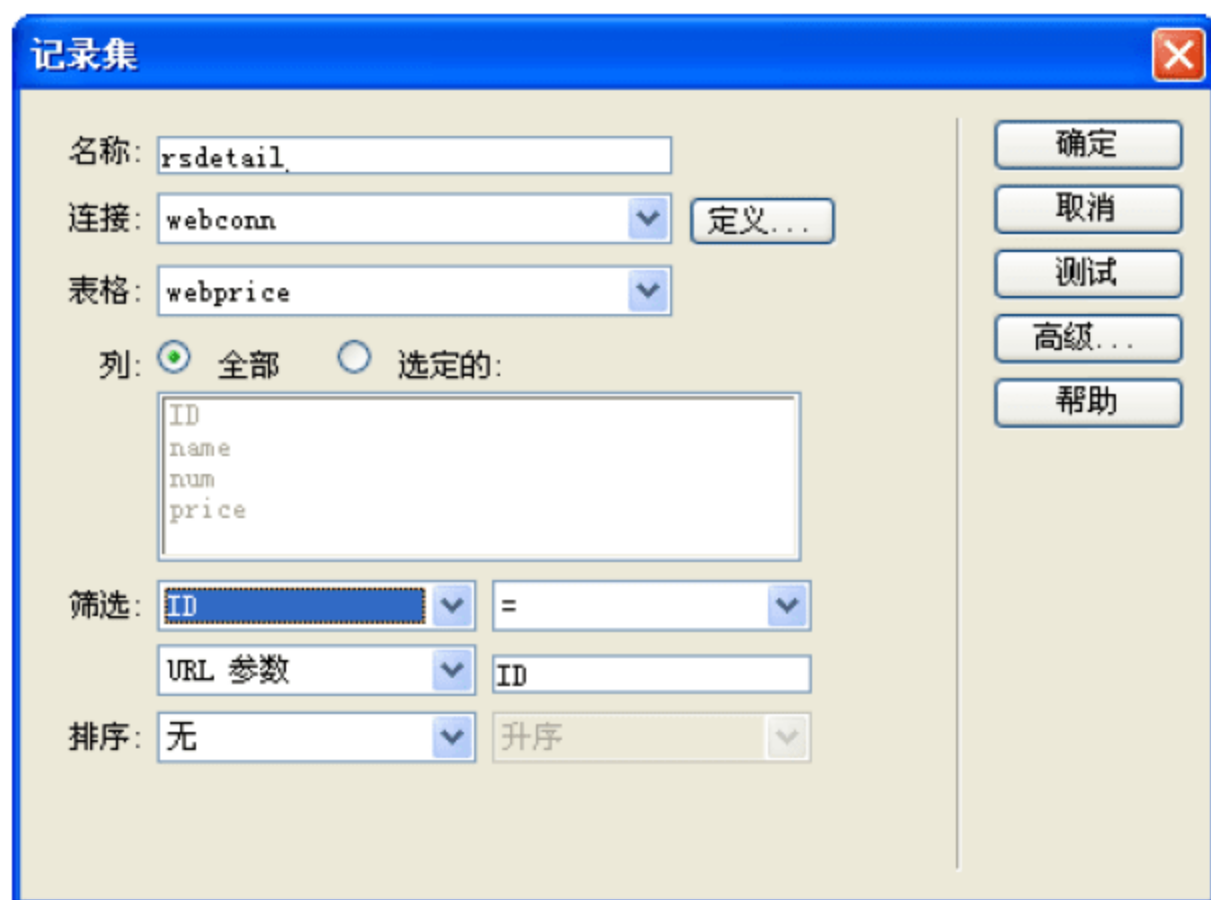 记录集
名称: rsdetail
确定
连接: webconn 定义...
取消
表格: webprice
测试
列: 全部 选定的:
高级...
ID
name
num
price
帮助
筛选: ID =
URL 参数 ID
排序: 无 升序